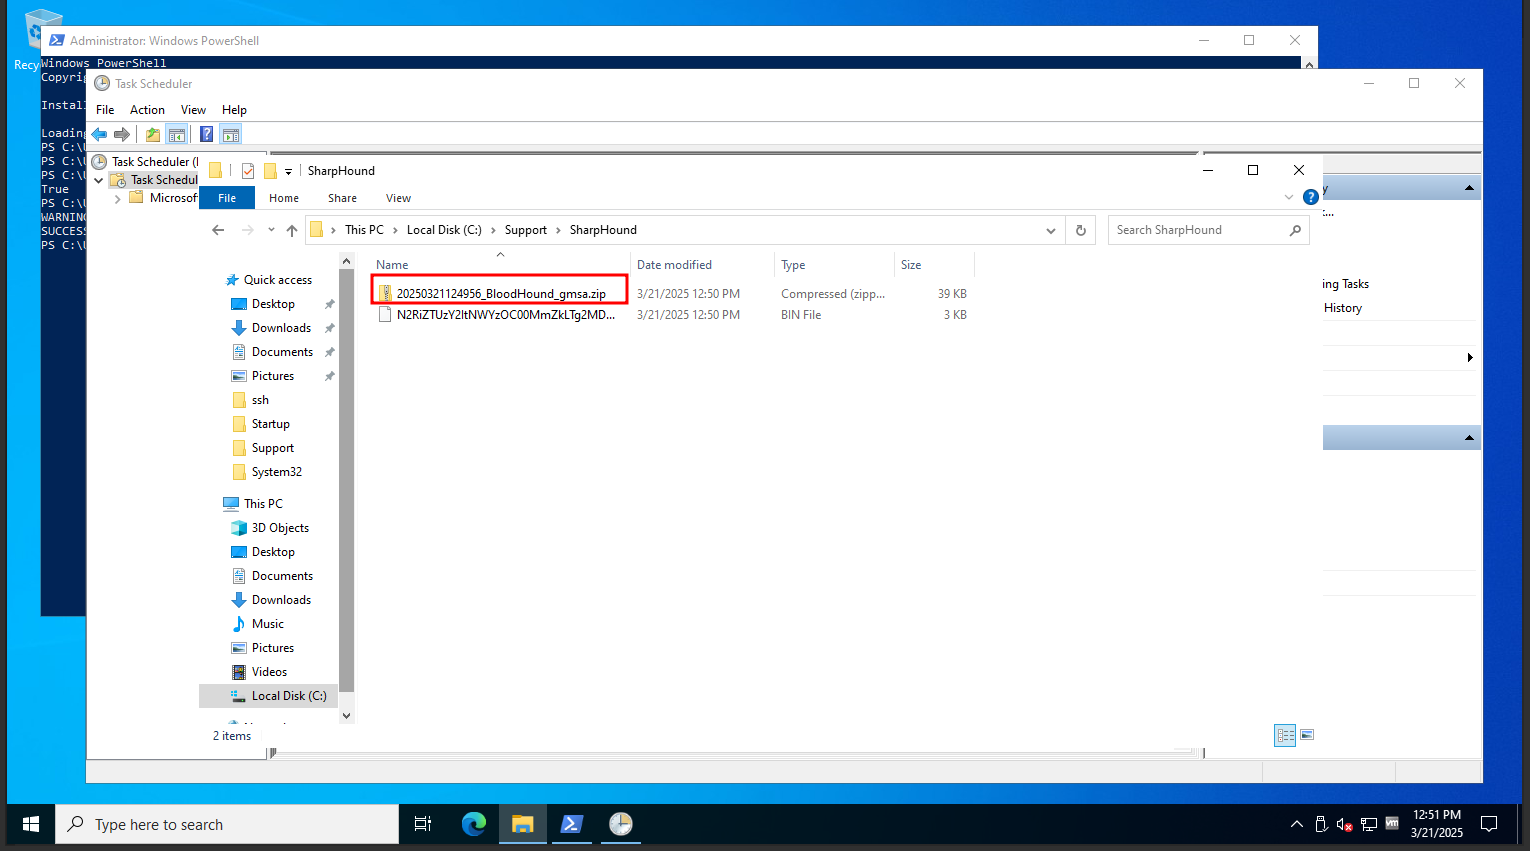 Recy
Administrator: Windows PowerShell
Windows PowerShell
Copyri
Install
Loading
PS C:\U
PS C:\U
PS C:\U
True
PS C:\U
WARNING
SUCCESS
PS C:\U
Task Scheduler
File Action View Help
Task Scheduler (
Task Schedul
Microsof
SharpHound
File Home Share View
This PC > Local Disk (C:) > Support > SharpHound
Search SharpHound
Name Date modified Type Size
20250321124956_BloodHound_gmsa.zip 3/21/2025 12:50 PM Compressed (zipp... 39 KB
N2RiZTUzY2ItNWYzOC00MmZkLTg2MD... 3/21/2025 12:50 PM BIN File 3 KB
Quick access
Desktop
Downloads
Documents
Pictures
ssh
Startup
Support
System32
This PC
3D Objects
Desktop
Documents
Downloads
Music
Pictures
Videos
Local Disk (C:)
2 items
y
...
ing Tasks
History
Type here to search
12:51 PM
3/21/2025